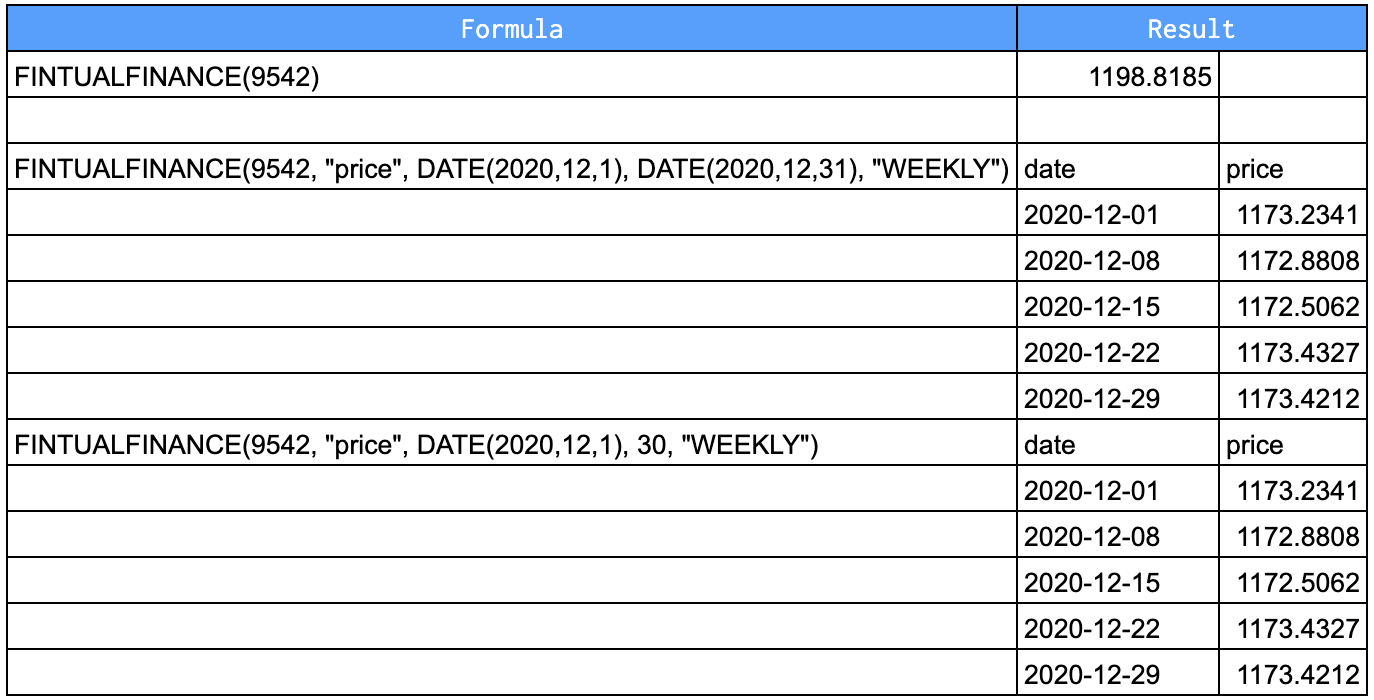 Formula Result
FINTUALFINANCE(9542) 1198.8185
FINTUALFINANCE(9542, "price", DATE(2020,12,1), DATE(2020,12,31), "WEEKLY") date price
2020-12-01 1173.2341
2020-12-08 1172.8808
2020-12-15 1172.5062
2020-12-22 1173.4327
2020-12-29 1173.4212
FINTUALFINANCE(9542, "price", DATE(2020,12,1), 30, "WEEKLY") date price
2020-12-01 1173.2341
2020-12-08 1172.8808
2020-12-15 1172.5062
2020-12-22 1173.4327
2020-12-29 1173.4212